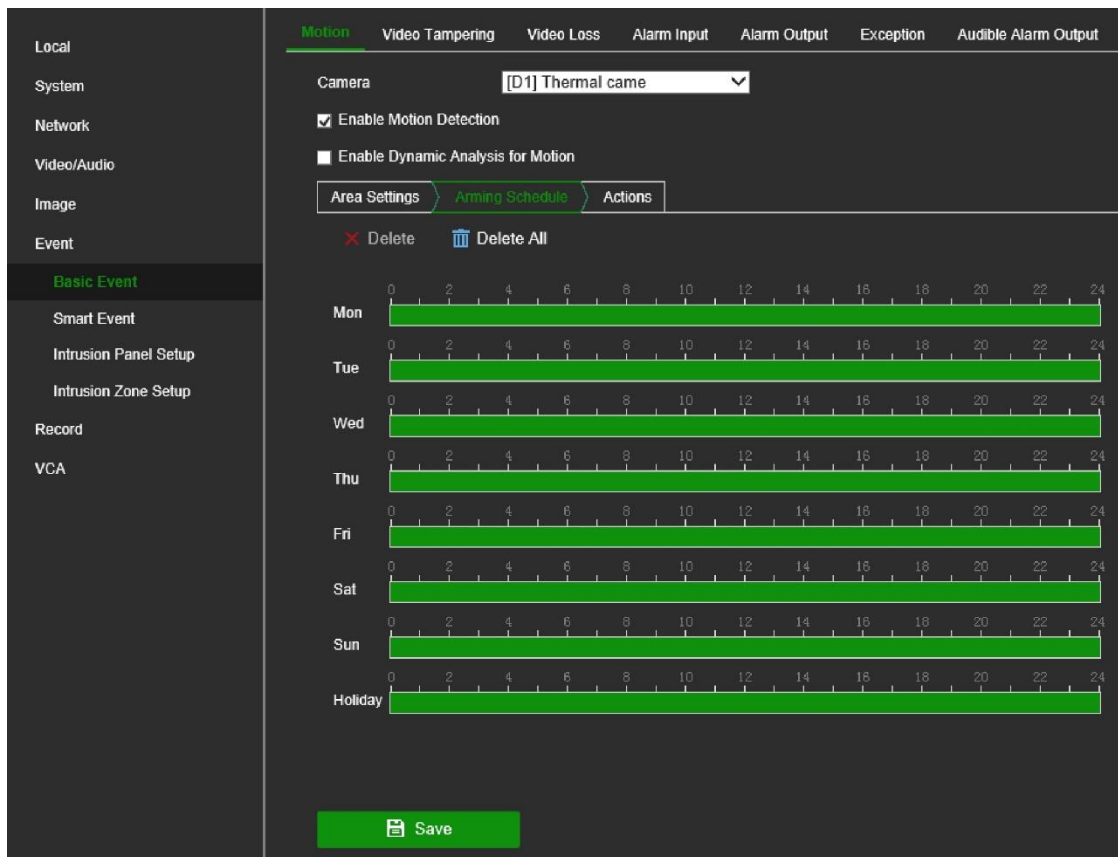 Local
System
Network
Video/Audio
Image
Event
Basic Event
Smart Event
Intrusion Panel Setup
Intrusion Zone Setup
Record
VCA
Motion Video Tampering Video Loss Alarm Input Alarm Output Exception Audible Alarm Output
Camera [D1] Thermal came
Enable Motion Detection
Enable Dynamic Analysis for Motion
Area Settings Arming Schedule Actions
Delete Delete All
0 2 4 6 8 10 12 14 16 18 20 22 24
Mon
0 2 4 6 8 10 12 14 16 18 20 22 24
Tue
0 2 4 6 8 10 12 14 16 18 20 22 24
Wed
0 2 4 6 8 10 12 14 16 18 20 22 24
Thu
0 2 4 6 8 10 12 14 16 18 20 22 24
Fri
0 2 4 6 8 10 12 14 16 18 20 22 24
Sat
0 2 4 6 8 10 12 14 16 18 20 22 24
Sun
0 2 4 6 8 10 12 14 16 18 20 22 24
Holiday
Save